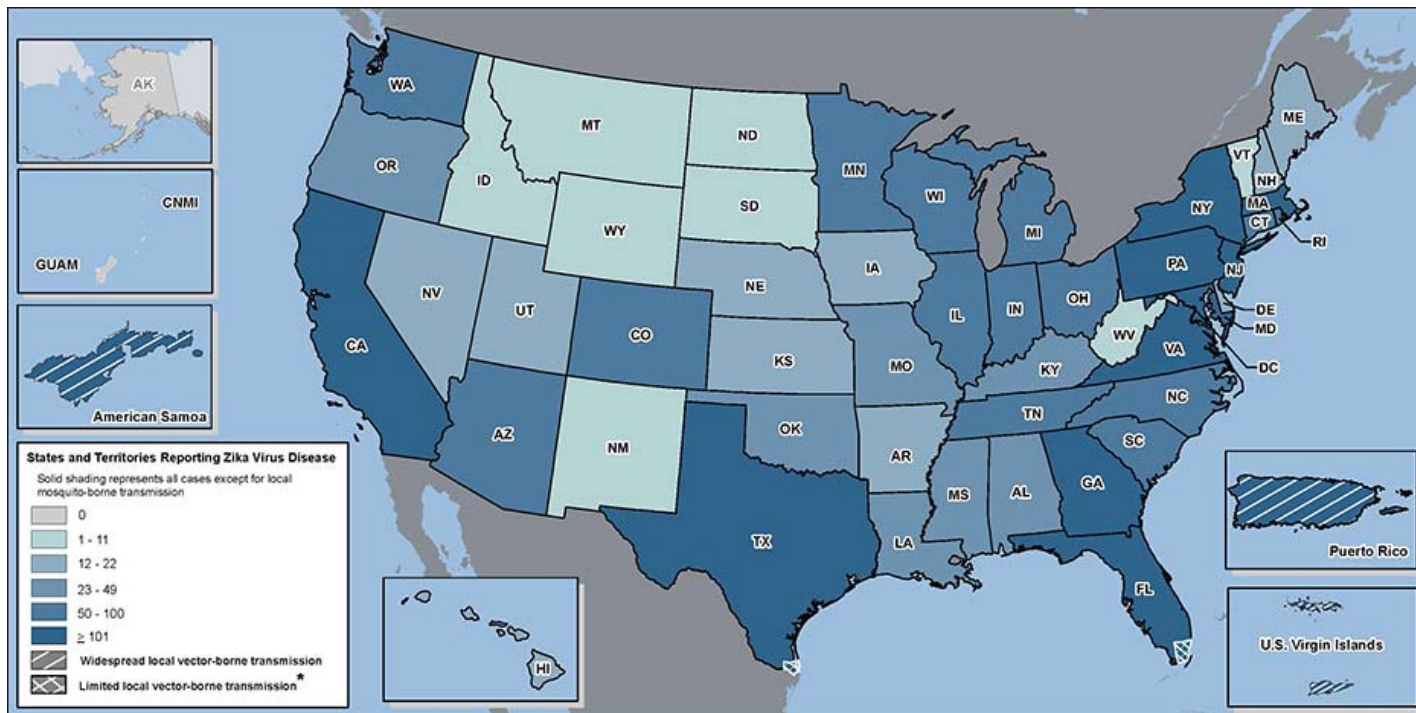 AK
CNMI
GUAM
American Samoa
States and Territories Reporting Zika Virus Disease
Solid shading represents all cases except for local
mosquito-borne transmission
0
1 - 11
12 - 22
23 - 49
50 - 100
≥ 101
Widespread local vector-borne transmission
Limited local vector-borne transmission*
WA
OR
CA
ID
NV
MT
WY
UT
AZ
CO
NM
ND
SD
NE
KS
OK
TX
MN
IA
MO
AR
LA
WI
IL
MI
IN
OH
KY
TN
MS
AL
GA
FL
SC
NC
VA
WV
PA
NY
VT
NH
ME
MA
CT
RI
NJ
DE
MD
DC
HI
Puerto Rico
U.S. Virgin Islands